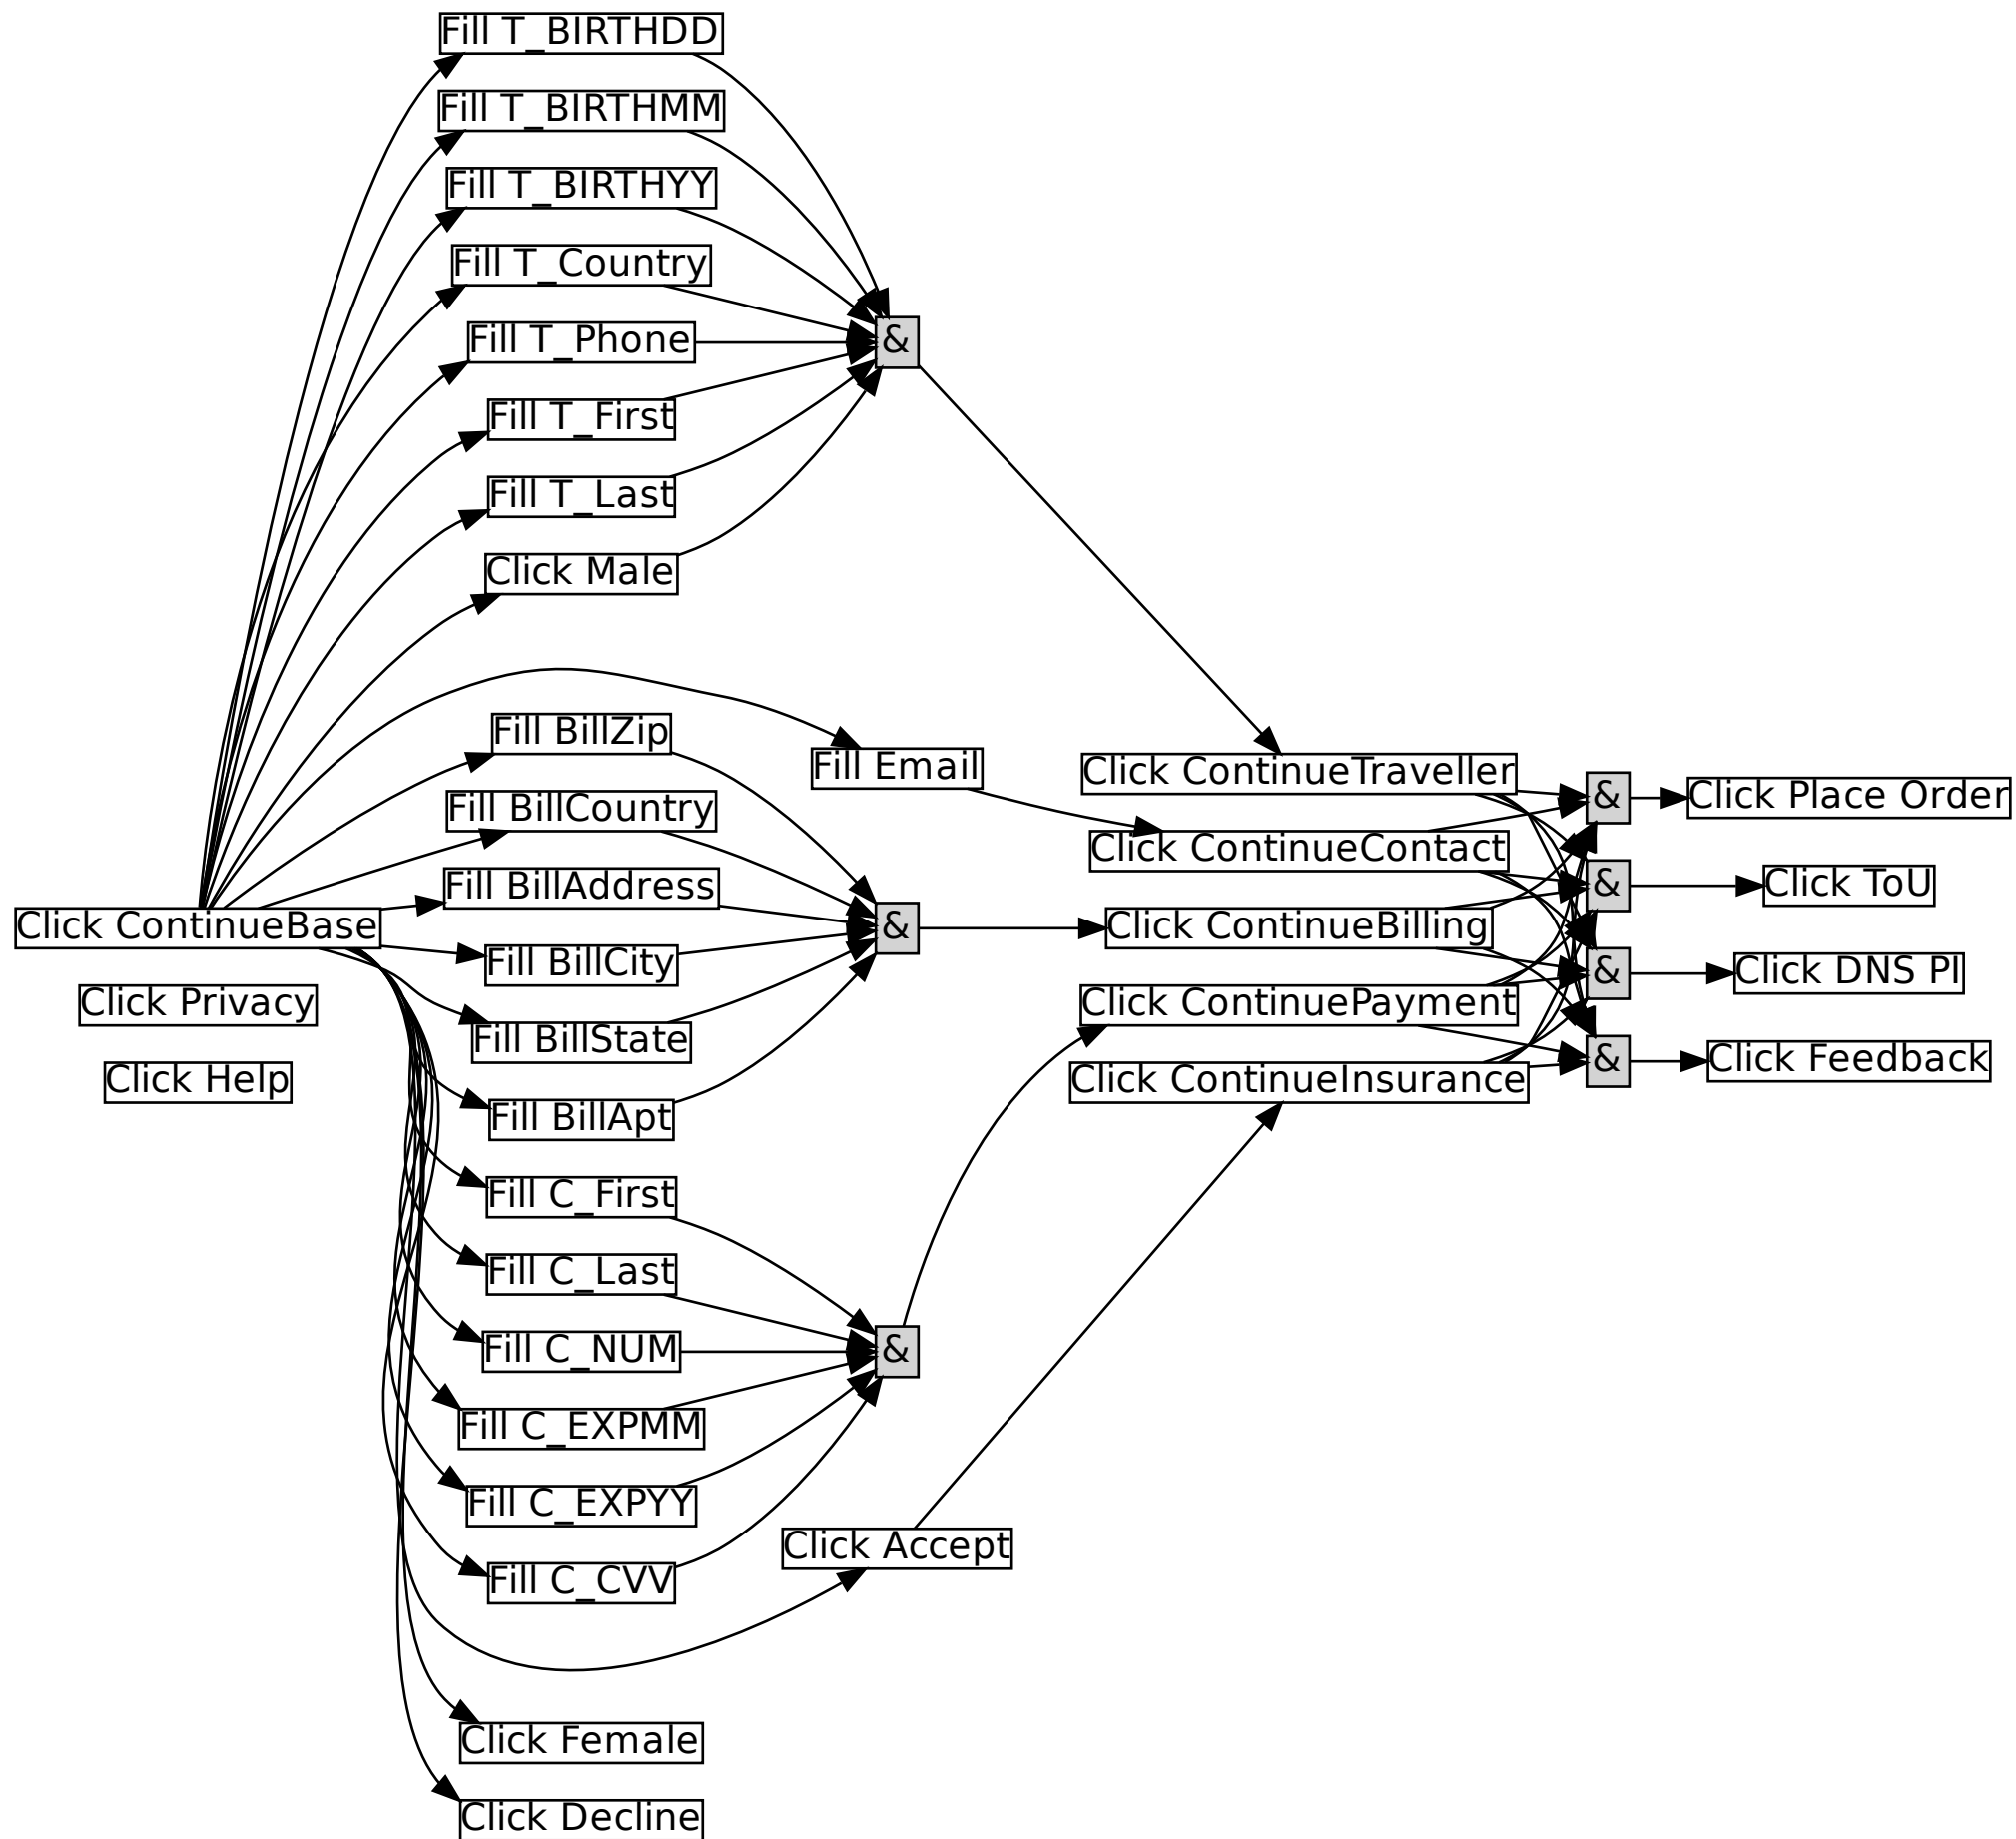 Fill T_BIRTHDD
Fill T_BIRTHMM
Fill T_BIRTHYY
Fill T_Country
Fill T_Phone
&
Fill T_First
Fill T_Last
Click Male
Fill BillZip
Fill Email
Click ContinueTraveller
&
Click Place Order
Fill BillCountry
Click ContinueContact
Fill BillAddress
&
Click ToU
Click ContinueBase
&
Click ContinueBilling
Fill BillCity
&
Click DNS PI
Click Privacy
Click ContinuePayment
Fill BillState
&
Click Feedback
Click Help
Click ContinueInsurance
Fill BillApt
Fill C_First
Fill C_Last
Fill C_NUM
&
Fill C_EXPMM
Fill C_EXPYY
Click Accept
Fill C_CVV
Click Female
Click Decline